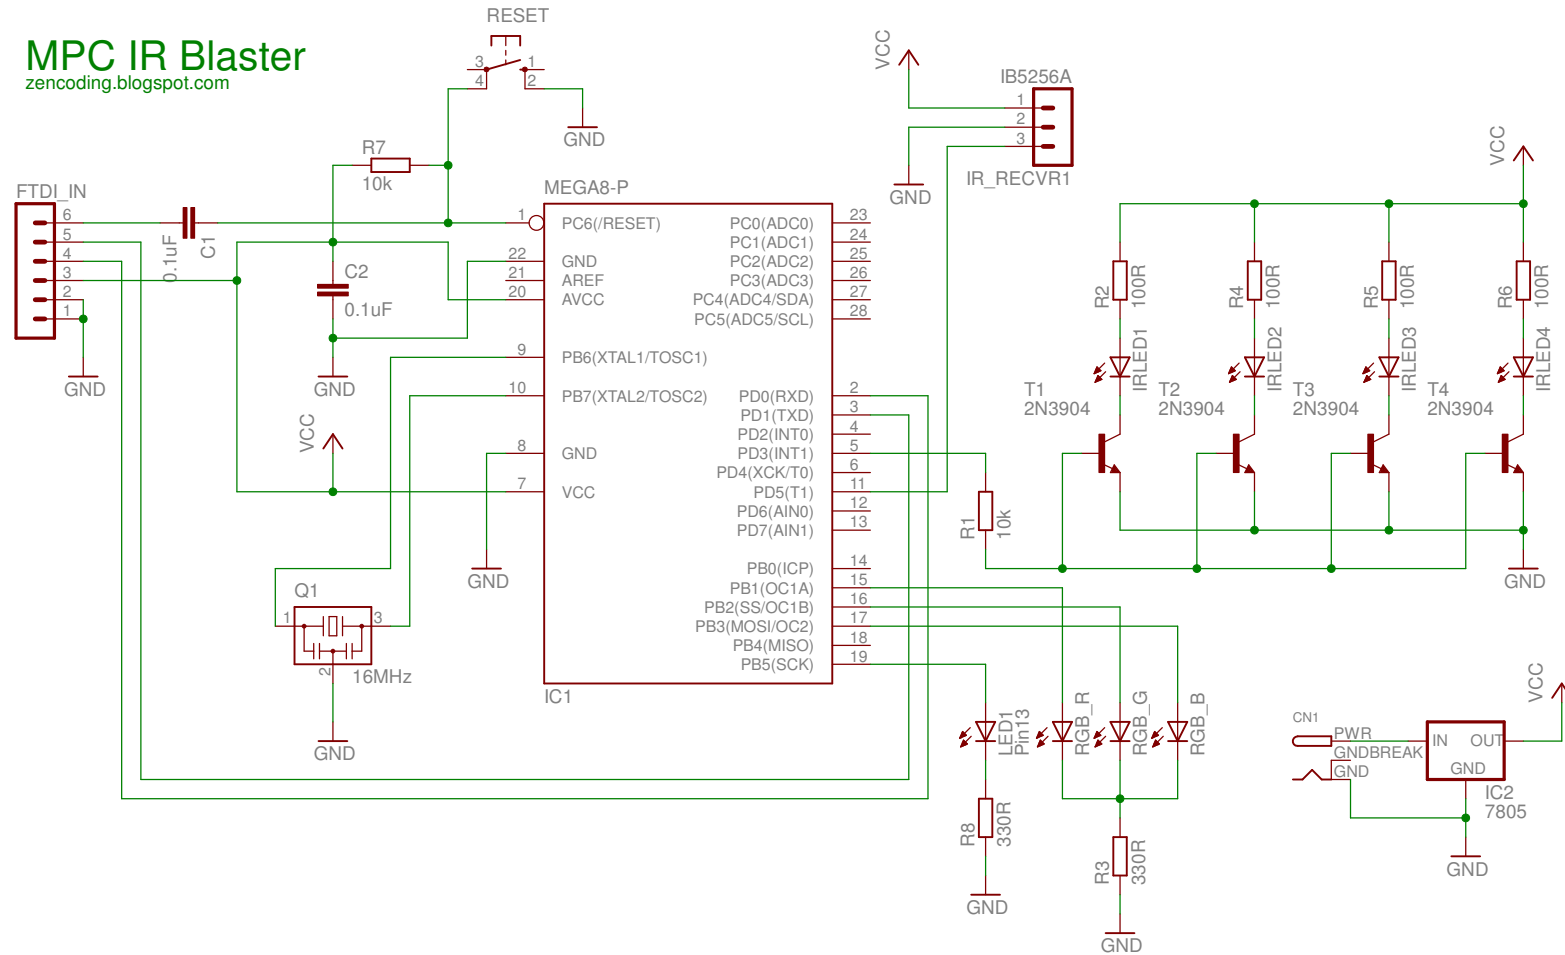 MPC IR Blaster
zencoding.blogspot.com
RESET
3
1
4
2
GND
R7
10k
FTDI_IN
6
5
4
3
2
1
GND
0.1uF
C1
C2
0.1uF
GND
VCC
Q1
1
3
2
16MHz
GND
GND
MEGA8-P
1
22
21
20
9
10
8
7
PC6(/RESET)
GND
AREF
AVCC
PB6(XTAL1/TOSC1)
PB7(XTAL2/TOSC2)
GND
VCC
PC0(ADC0)
PC1(ADC1)
PC2(ADC2)
PC3(ADC3)
PC4(ADC4/SDA)
PC5(ADC5/SCL)
PD0(RXD)
PD1(TXD)
PD2(INT0)
PD3(INT1)
PD4(XCK/T0)
PD5(T1)
PD6(AIN0)
PD7(AIN1)
PB0(ICP)
PB1(OC1A)
PB2(SS/OC1B)
PB3(MOSI/OC2)
PB4(MISO)
PB5(SCK)
23
24
25
26
27
28
2
3
4
5
6
11
12
13
14
15
16
17
18
19
IC1
VCC
IB5256A
1
2
3
IR_RECVR1
GND
VCC
R2
100R
R4
100R
R5
100R
R6
100R
IRLED1
IRLED2
IRLED3
IRLED4
T1
2N3904
T2
2N3904
T3
2N3904
T4
2N3904
R1
10k
GND
LED1
Pin13
RGB_R
RGB_G
RGB_B
R8
330R
GND
R3
330R
GND
CN1
PWR
GNDBREAK
GND
IN
OUT
GND
VCC
IC2
7805
GND